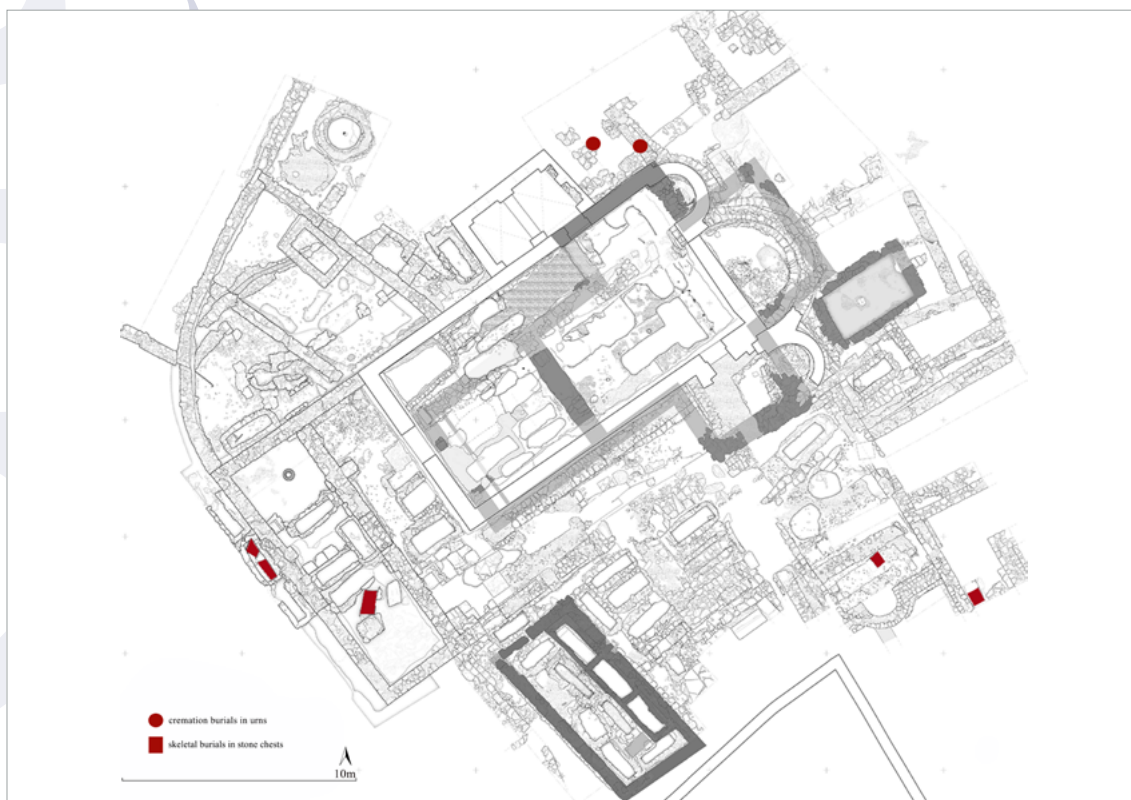 cremation burials in urns
skeletal burials in stone chests
10m